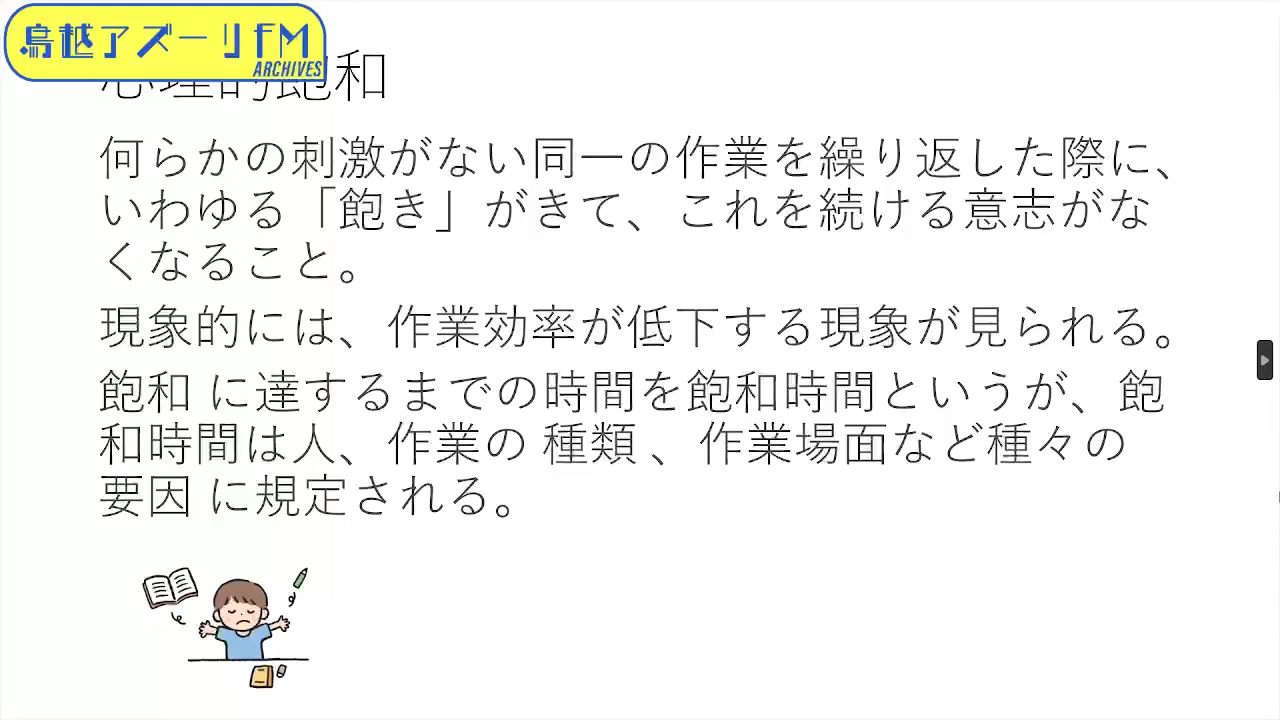 鳥越アズーリFM
ARCHIVES
心理的飽和
何らかの刺激がない同一の作業を繰り返した際に、
いわゆる「飽き」がきて、これを続ける意志がな
くなること。
現象的には、作業効率が低下する現象が見られる。
飽和 に達するまでの時間を飽和時間というが、飽
和時間は人、作業の 種類 、作業場面など種々の
要因 に規定される。